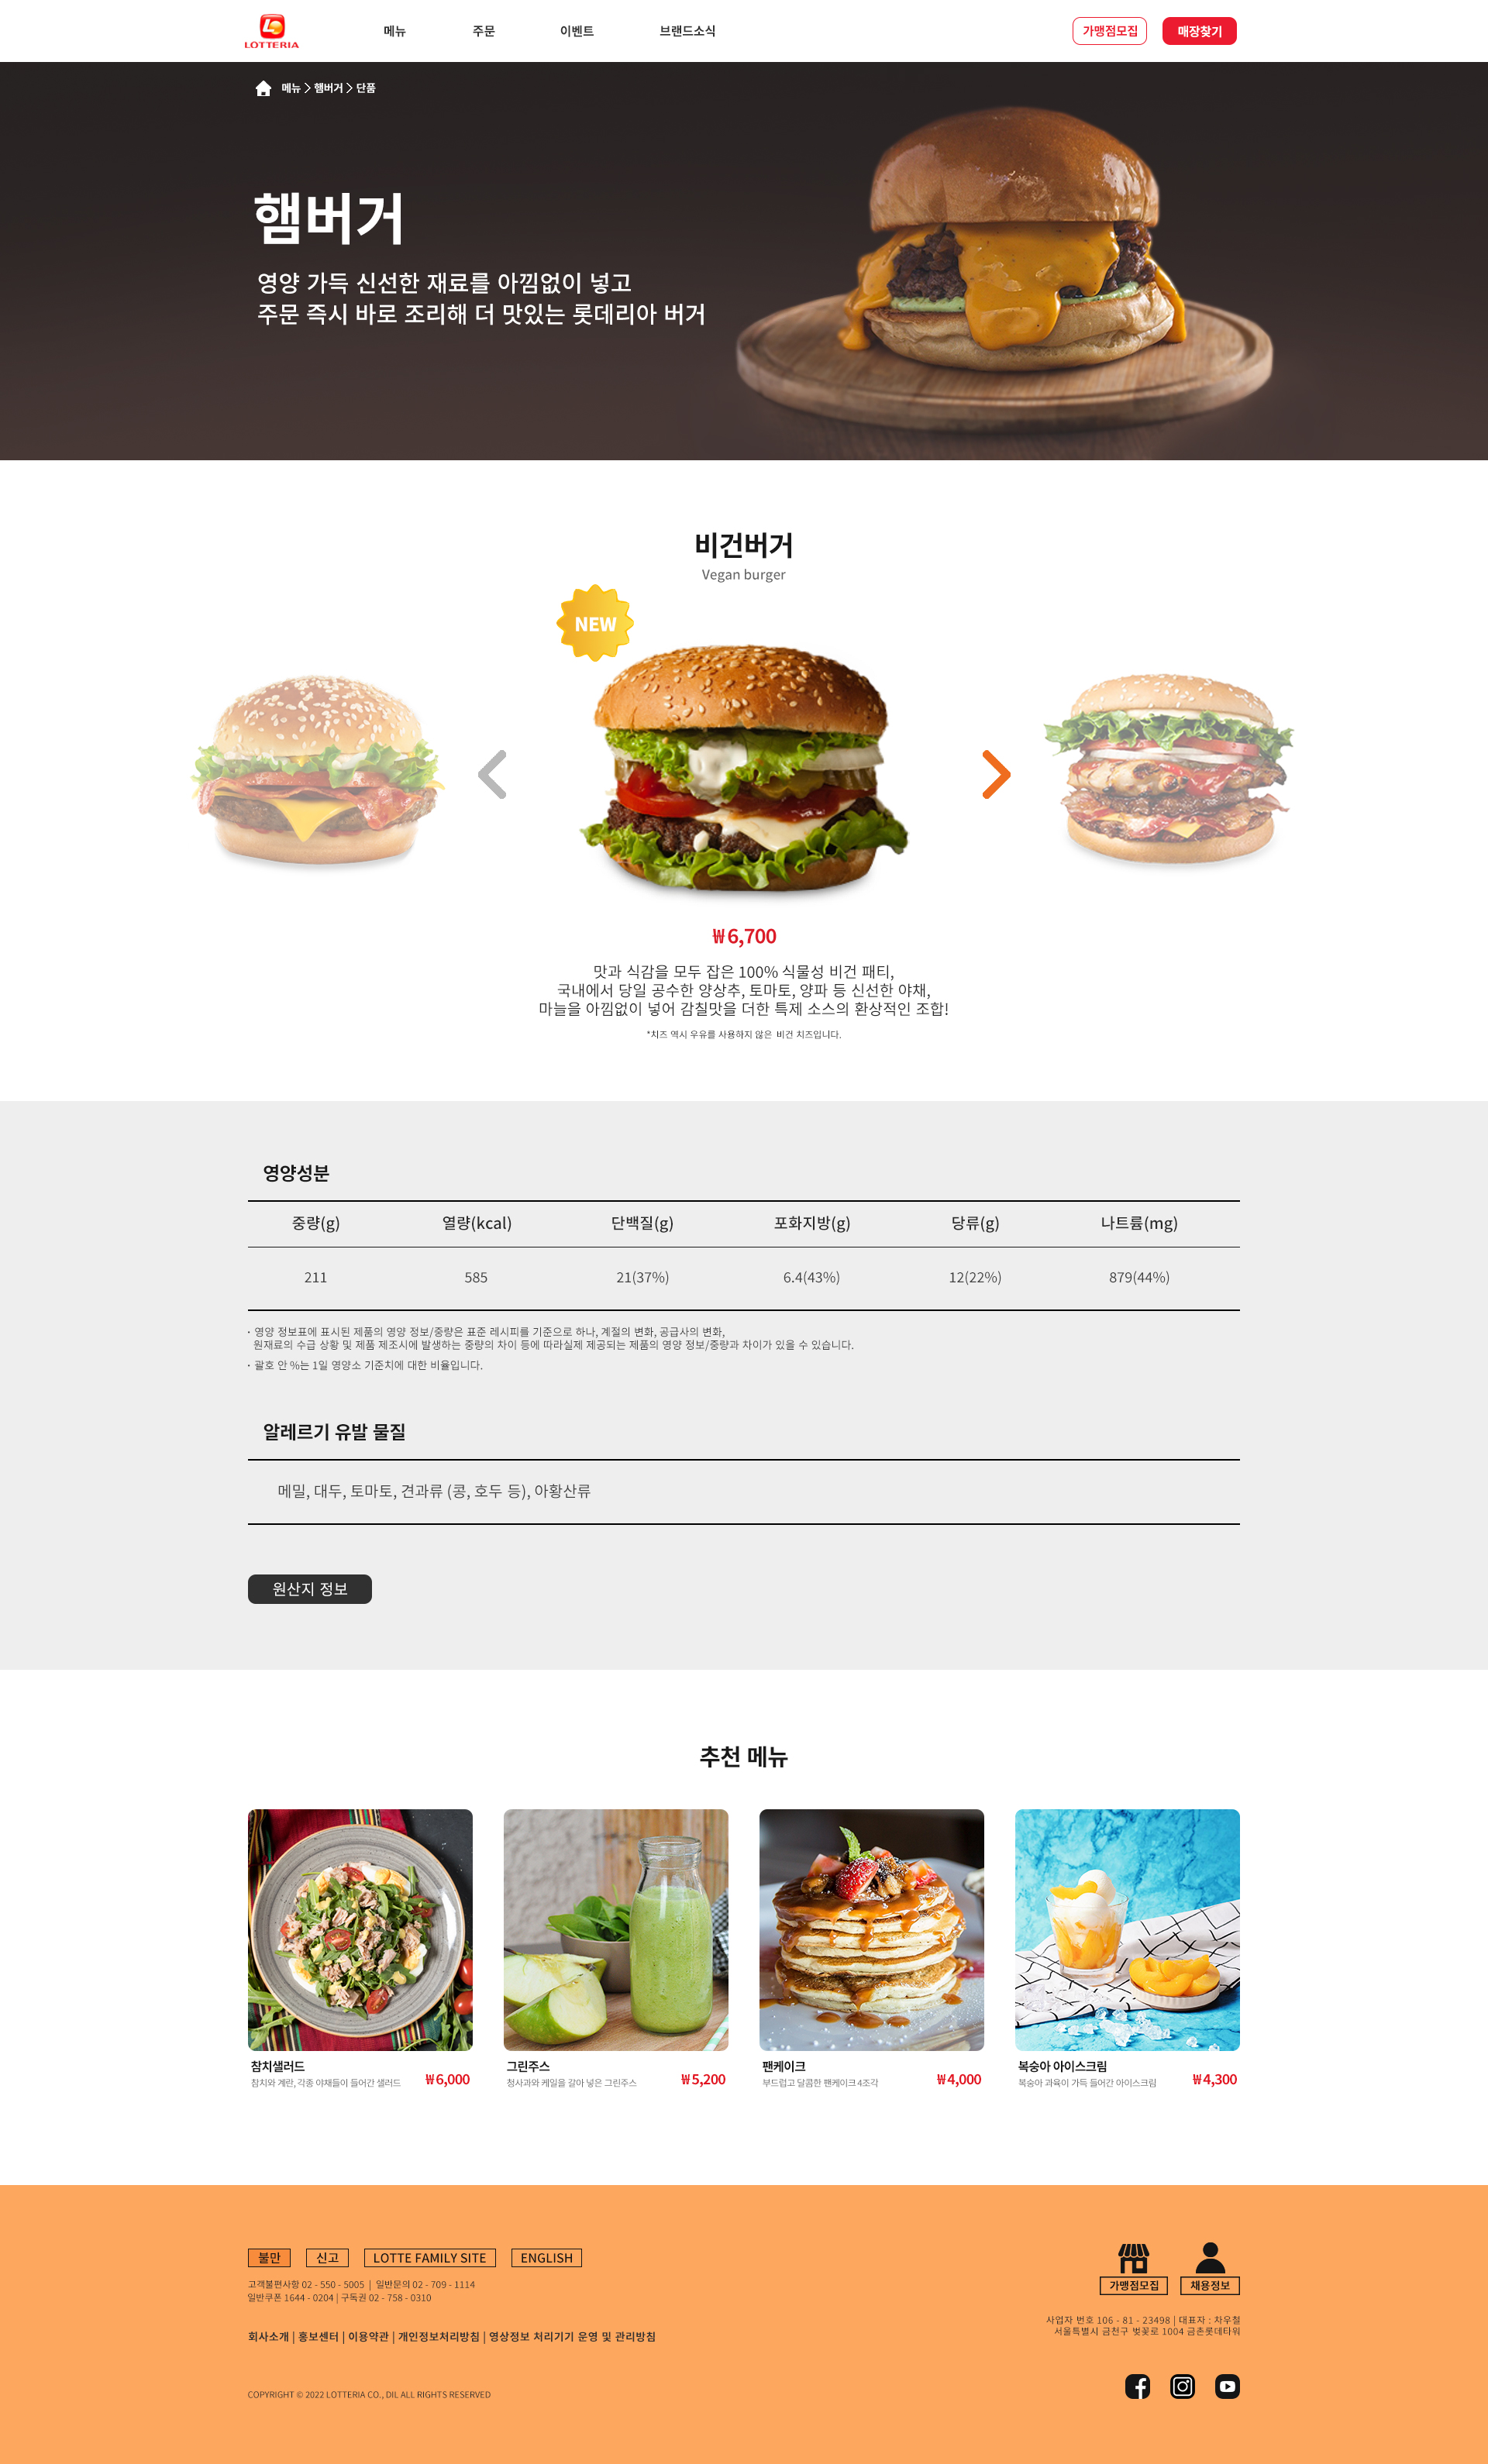 LOTTERIA
메뉴 주문 이벤트 브랜드소식 가맹점모집 매장찾기
메뉴 > 햄버거 > 단품
햄버거
영양 가득 신선한 재료를 아낌없이 넣고
주문 즉시 바로 조리해 더 맛있는 롯데리아 버거
비건버거
Vegan burger
NEW
₩6,700
맛과 식감을 모두 잡은 100% 식물성 비건 패티,
국내에서 당일 공수한 양상추, 토마토, 양파 등 신선한 야채,
마늘을 아낌없이 넣어 감칠맛을 더한 특제 소스의 환상적인 조합!
*치즈 역시 우유를 사용하지 않은 비건 치즈입니다.
영양성분
중량(g) 열량(kcal) 단백질(g) 포화지방(g) 당류(g) 나트륨(mg)
211 585 21(37%) 6.4(43%) 12(22%) 879(44%)
· 영양 정보표에 표시된 제품의 영양 정보/중량은 표준 레시피를 기준으로 하나, 계절의 변화, 공급사의 변화,
원재료의 수급 상황 및 제품 제조시에 발생하는 중량의 차이 등에 따라실제 제공되는 제품의 영양 정보/중량과 차이가 있을 수 있습니다.
· 괄호 안 %는 1일 영양소 기준치에 대한 비율입니다.
알레르기 유발 물질
메밀, 대두, 토마토, 견과류 (콩, 호두 등), 아황산류
원산지 정보
추천 메뉴
참치샐러드
참치와 계란, 각종 야채들이 들어간 샐러드
₩6,000
그린주스
청사과와 케일을 갈아 넣은 그린주스
₩5,200
팬케이크
부드럽고 달콤한 팬케이크 4조각
₩4,000
복숭아 아이스크림
복숭아 과육이 가득 들어간 아이스크림
₩4,300
불만 신고 LOTTE FAMILY SITE ENGLISH
고객불편사항 02 - 550 - 5005 | 일반문의 02 - 709 - 1114
일반쿠폰 1644 - 0204 | 구독권 02 - 758 - 0310
회사소개 | 홍보센터 | 이용약관 | 개인정보처리방침 | 영상정보 처리기기 운영 및 관리방침
COPYRIGHT © 2022 LOTTERIA CO., DIL ALL RIGHTS RESERVED
가맹점모집 채용정보
사업자 번호 106 - 81 - 23498 | 대표자 : 차우철
서울특별시 금천구 벚꽃로 1004 금촌롯데타워